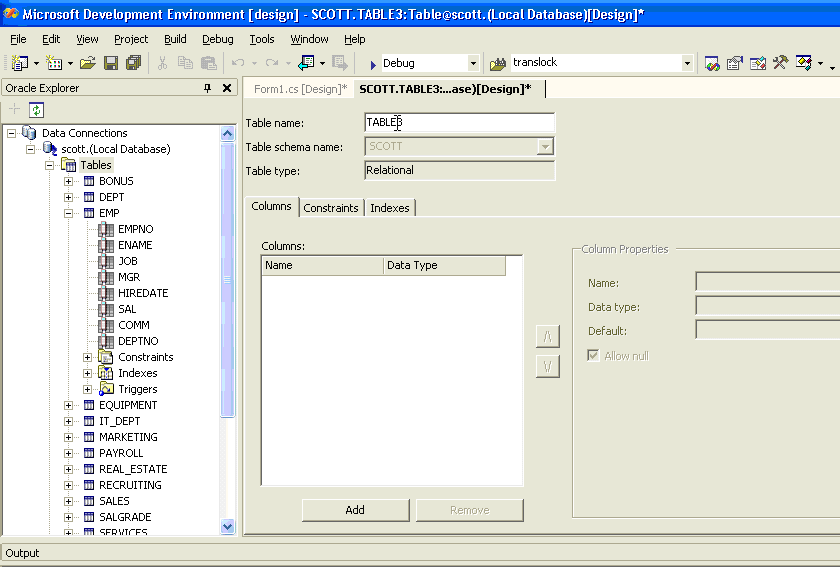 Microsoft Development Environment [design] - SCOTT.TABLE3:Table@scott.(Local Database)[Design]*
File Edit View Project Build Debug Tools Window Help
Debug translock
Oracle Explorer
Form1.cs [Design]* SCOTT.TABLE3:...ase)[Design]*
Data Connections
scott.(Local Database)
Tables
BONUS
DEPT
EMP
EMPNO
ENAME
JOB
MGR
HIREDATE
SAL
COMM
DEPTNO
Constraints
Indexes
Triggers
EQUIPMENT
IT_DEPT
MARKETING
PAYROLL
REAL_ESTATE
RECRUITING
SALES
SALGRADE
SERVICES
Table name: TABLE3
Table schema name: SCOTT
Table type: Relational
Columns Constraints Indexes
Columns:
Name Data Type
Add Remove
Column Properties
Name:
Data type:
Default:
Allow null
Output